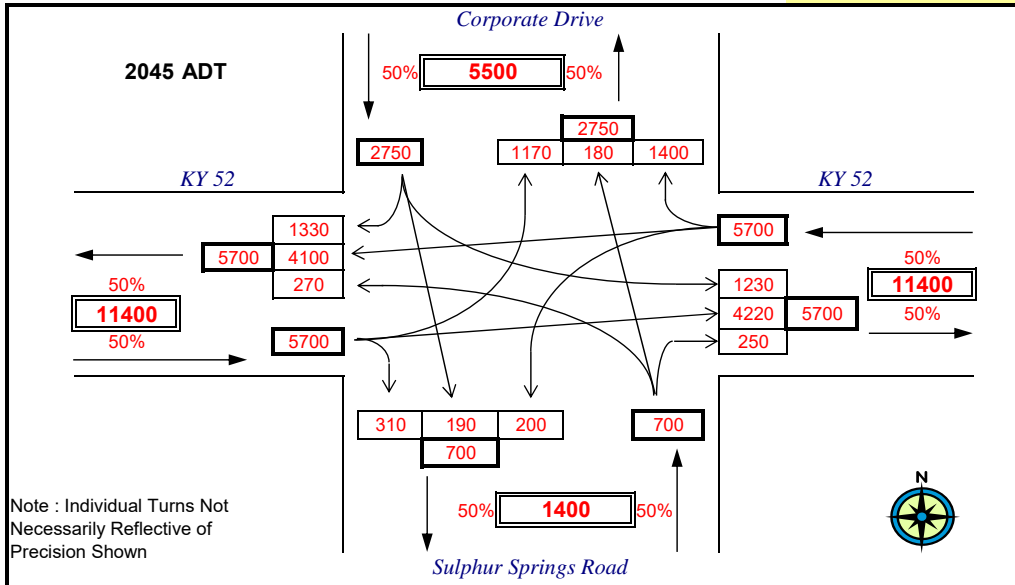 Corporate Drive
2045 ADT
50% 5500 50%
2750
2750 1170 180 1400
KY 52 KY 52
1330
5700
5700 4100
50%
270
1230
11400
50%
4220 5700
11400
50%
50%
5700
250
310 190 200 700
700
N
Note : Individual Turns Not
Necessarily Reflective of
Precision Shown
50% 1400 50%
Sulphur Springs Road